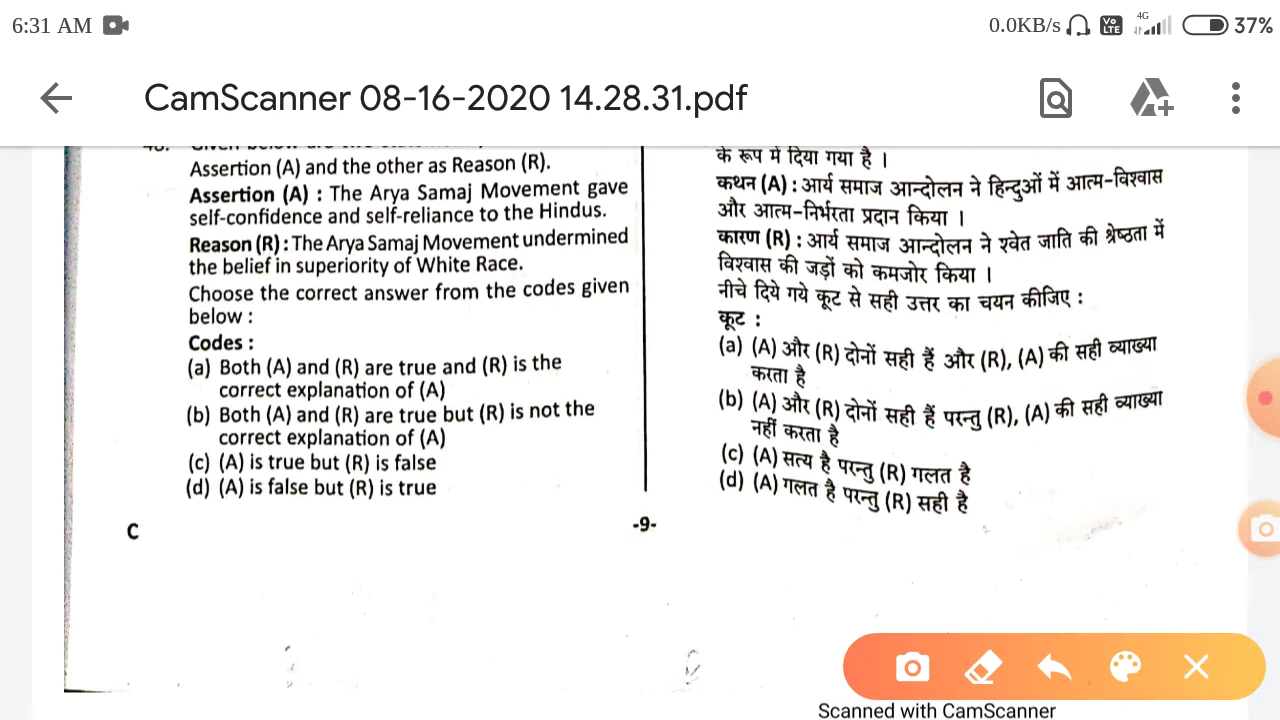 6:31 AM
0.0KB/s
Vo LTE
4G
37%
CamScanner 08-16-2020 14.28.31.pdf
Assertion (A) and the other as Reason (R).
Assertion (A) : The Arya Samaj Movement gave
self-confidence and self-reliance to the Hindus.
Reason (R) : The Arya Samaj Movement undermined
the belief in superiority of White Race.
Choose the correct answer from the codes given
below :
Codes :
(a) Both (A) and (R) are true and (R) is the
correct explanation of (A)
(b) Both (A) and (R) are true but (R) is not the
correct explanation of (A)
(c) (A) is true but (R) is false
(d) (A) is false but (R) is true
के रूप में दिया गया है ।
कथन (A) : आर्य समाज आन्दोलन ने हिन्दुओं में आत्म-विश्वास
और आत्म-निर्भरता प्रदान किया ।
कारण (R) : आर्य समाज आन्दोलन ने श्वेत जाति की श्रेष्ठता में
विश्वास की जड़ों को कमजोर किया ।
नीचे दिये गये कूट से सही उत्तर का चयन कीजिए :
कूट :
(a) (A) और (R) दोनों सही हैं और (R), (A) की सही व्याख्या
करता है
(b) (A) और (R) दोनों सही हैं परन्तु (R), (A) की सही व्याख्या
नहीं करता है
(c) (A) सत्य है परन्तु (R) गलत है
(d) (A) गलत है परन्तु (R) सही है
C
-9-
Scanned with CamScanner